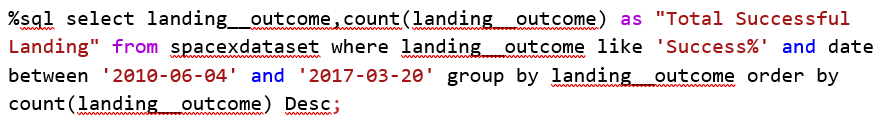 %sql select landing__outcome,count(landing__outcome) as "Total Successful
Landing" from spacexdataset where landing__outcome like 'Success%' and date
between '2010-06-04' and '2017-03-20' group by landing__outcome order by
count(landing__outcome) Desc;